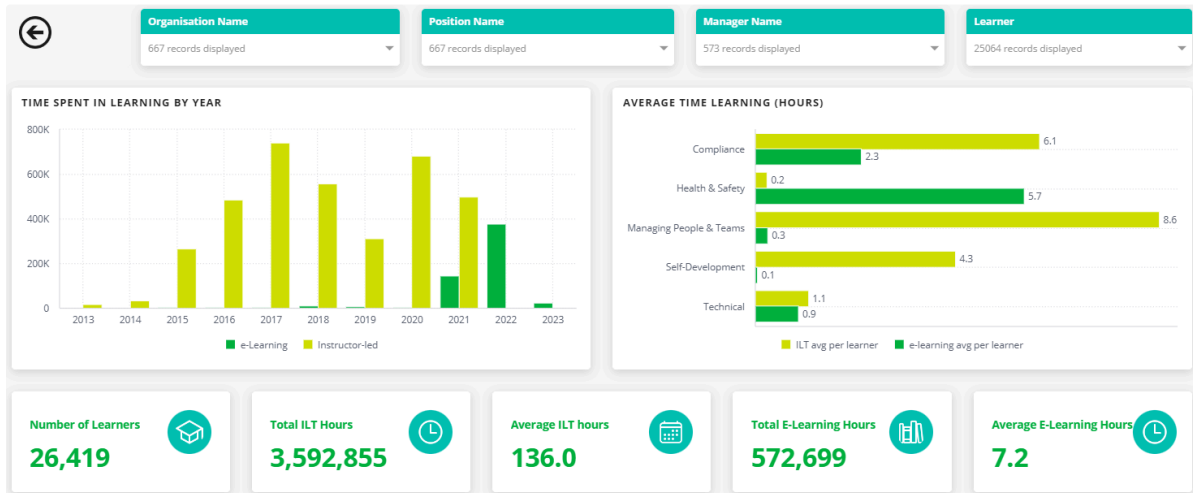 Organisation Name
667 records displayed
Position Name
667 records displayed
Manager Name
573 records displayed
Learner
25064 records displayed
TIME SPENT IN LEARNING BY YEAR
800K
600K
400K
200K
0
2013 2014 2015 2016 2017 2018 2019 2020 2021 2022 2023
e-Learning Instructor-led
AVERAGE TIME LEARNING (HOURS)
Compliance 6.1
2.3
Health & Safety 0.2
5.7
Managing People & Teams 8.6
0.3
Self-Development 4.3
0.1
Technical 1.1
0.9
ILT avg per learner e-learning avg per learner
Number of Learners
26,419
Total ILT Hours
3,592,855
Average ILT hours
136.0
Total E-Learning Hours
572,699
Average E-Learning Hours
7.2